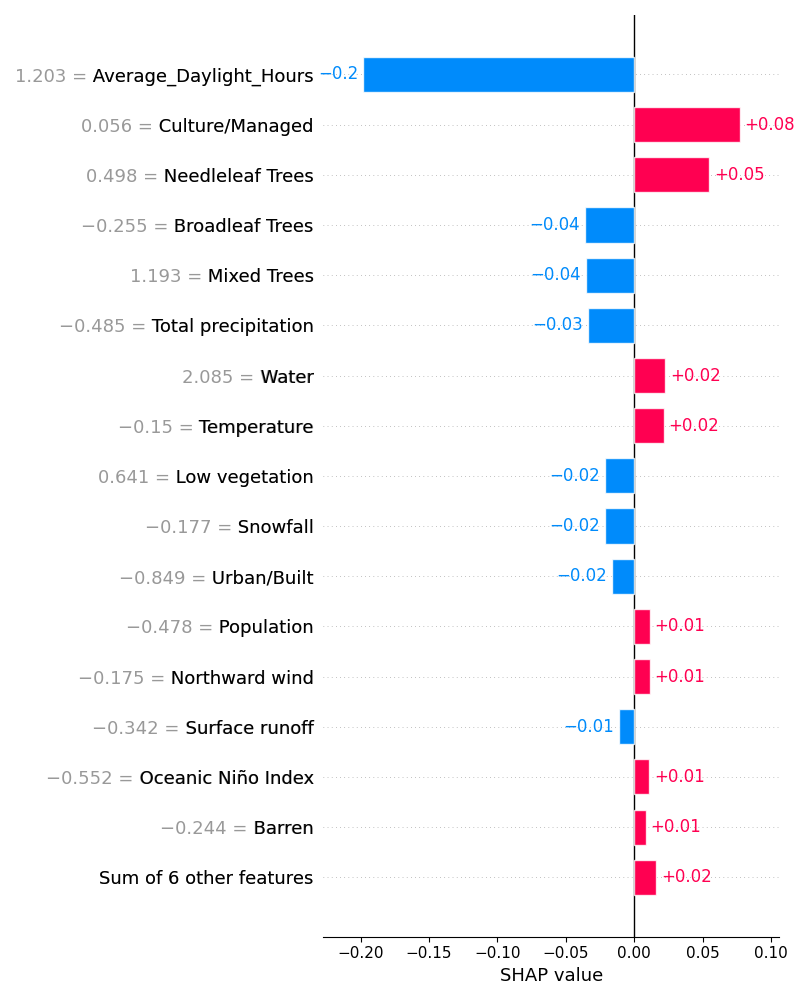 1.203 = Average_Daylight_Hours −0.2
0.056 = Culture/Managed +0.08
0.498 = Needleleaf Trees +0.05
−0.255 = Broadleaf Trees −0.04
1.193 = Mixed Trees −0.04
−0.485 = Total precipitation −0.03
2.085 = Water +0.02
−0.15 = Temperature +0.02
0.641 = Low vegetation −0.02
−0.177 = Snowfall −0.02
−0.849 = Urban/Built −0.02
−0.478 = Population +0.01
−0.175 = Northward wind +0.01
−0.342 = Surface runoff −0.01
−0.552 = Oceanic Niño Index +0.01
−0.244 = Barren +0.01
Sum of 6 other features +0.02
−0.20 −0.15 −0.10 −0.05 0.00 0.05 0.10
SHAP value